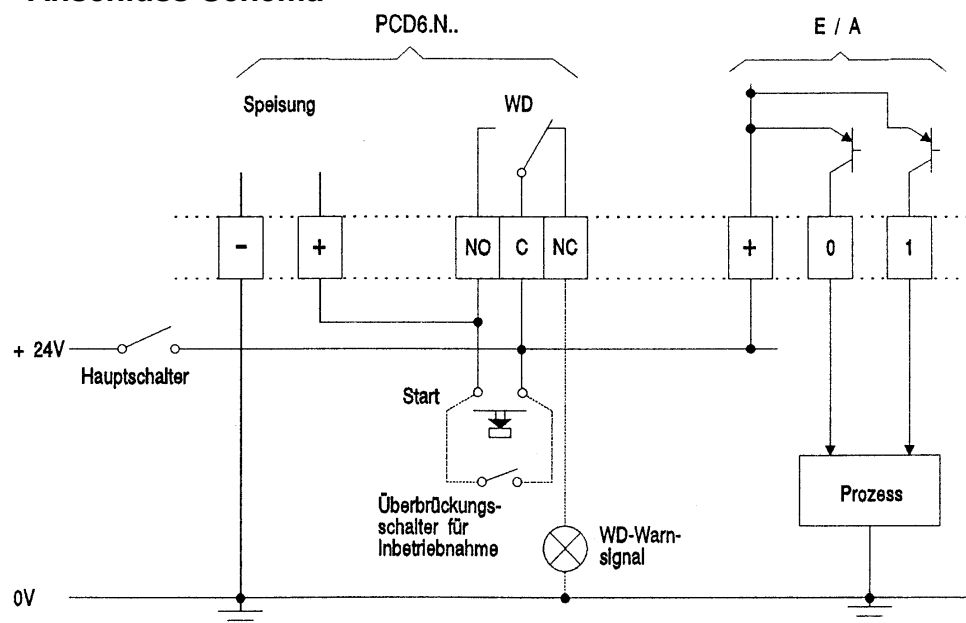 PCD6.N..
E / A
Speisung
WD
-
+
NO
C
NC
+
0
1
+ 24V
Hauptschalter
Start
Überbrückungs-
schalter für
Inbetriebnahme
WD-Warn-
signal
Prozess
0V